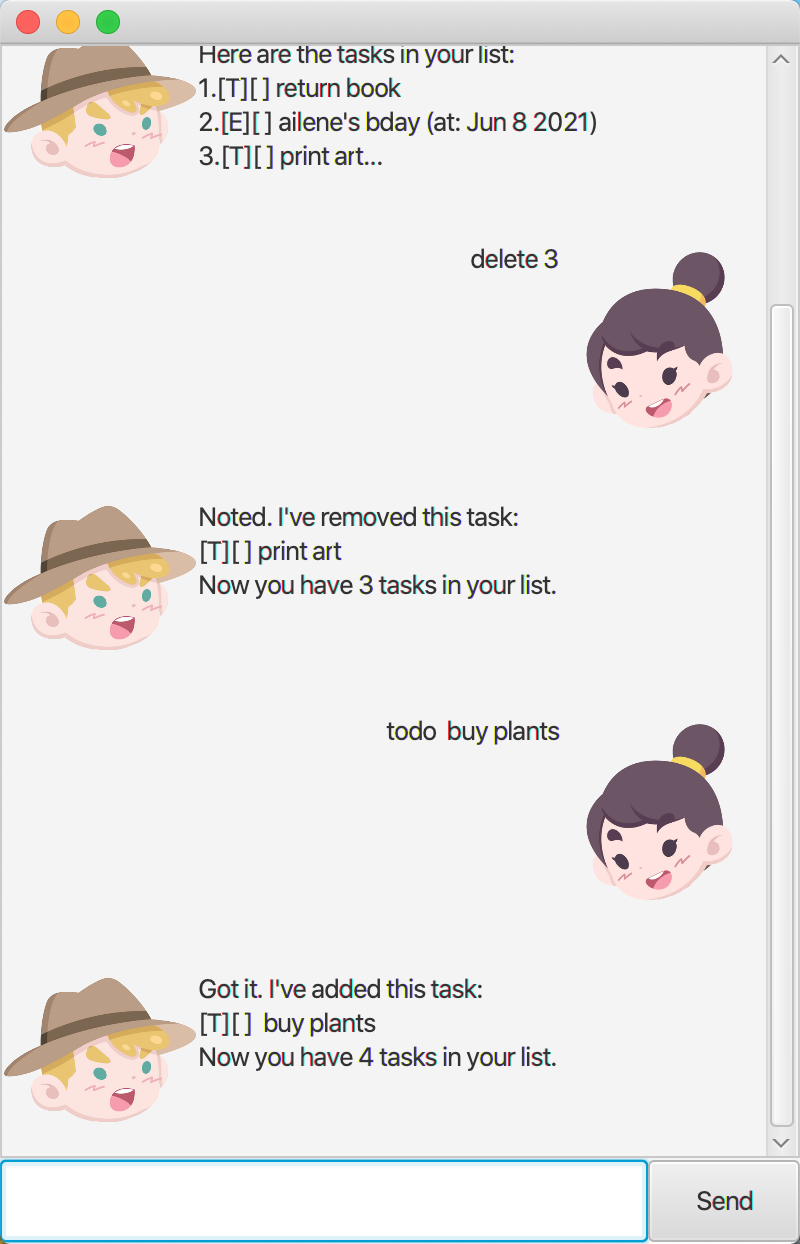 Here are the tasks in your list:
1.[T][ ] return book
2.[E][ ] ailene's bday (at: Jun 8 2021)
3.[T][ ] print art...
delete 3
Noted. I've removed this task:
[T][ ] print art
Now you have 3 tasks in your list.
todo  buy plants
Got it. I've added this task:
[T][ ]  buy plants
Now you have 4 tasks in your list.
Send